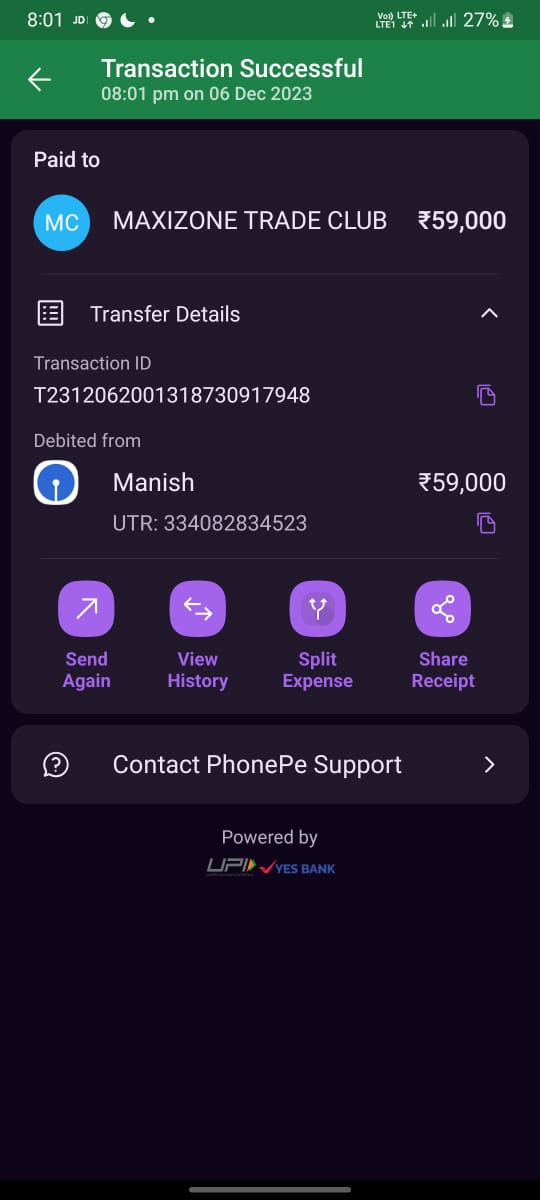 8:01 JD Vo) LTE+ LTE1 27%
Transaction Successful
08:01 pm on 06 Dec 2023
Paid to
MC MAXIZONE TRADE CLUB ₹59,000
Transfer Details
Transaction ID
T2312062001318730917948
Debited from
Manish ₹59,000
UTR: 334082834523
Send Again
View History
Split Expense
Share Receipt
Contact PhonePe Support
Powered by
UPI YES BANK